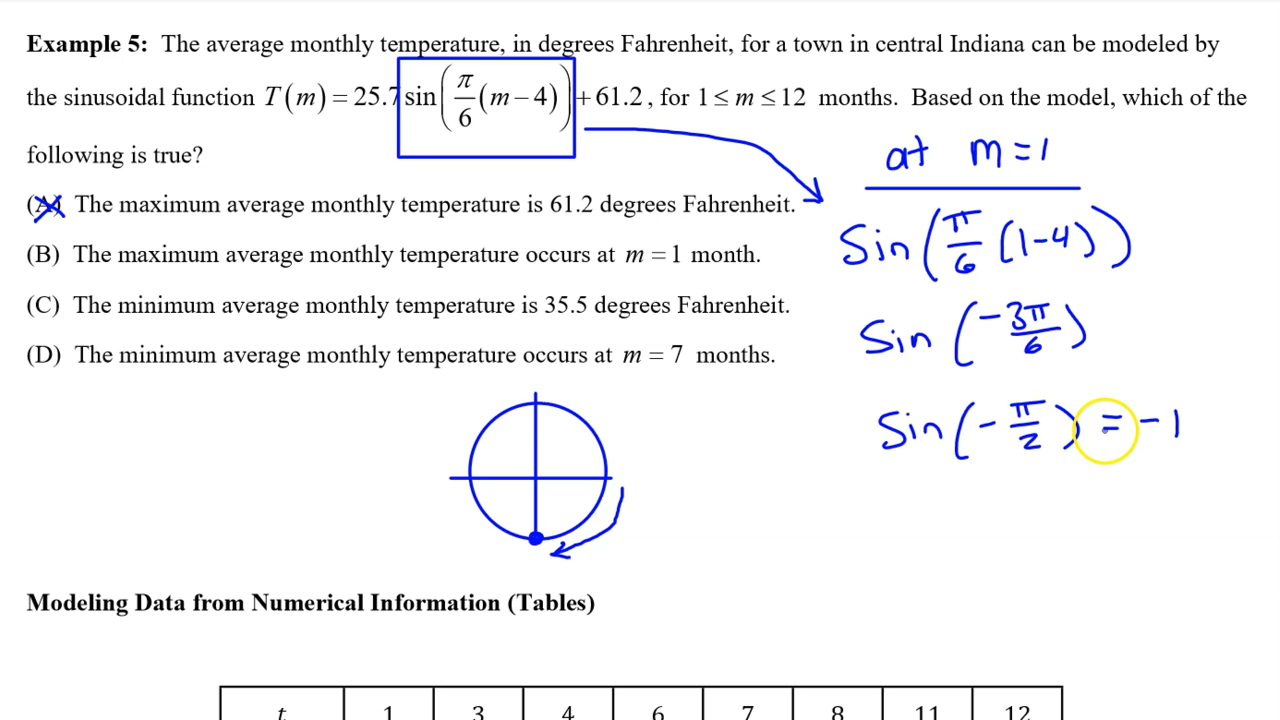 Example 5: The average monthly temperature, in degrees Fahrenheit, for a town in central Indiana can be modeled by
the sinusoidal function T(m) = 25.7 sin(π/6 (m − 4)) + 61.2, for 1 ≤ m ≤ 12 months. Based on the model, which of the
following is true?
(A) The maximum average monthly temperature is 61.2 degrees Fahrenheit.
(B) The maximum average monthly temperature occurs at m = 1 month.
(C) The minimum average monthly temperature is 35.5 degrees Fahrenheit.
(D) The minimum average monthly temperature occurs at m = 7 months.
at m = 1
Sin(π/6 (1-4))
Sin(-3π/6)
Sin(-π/2) = -1
Modeling Data from Numerical Information (Tables)
t 1 3 4 6 7 8 11 12